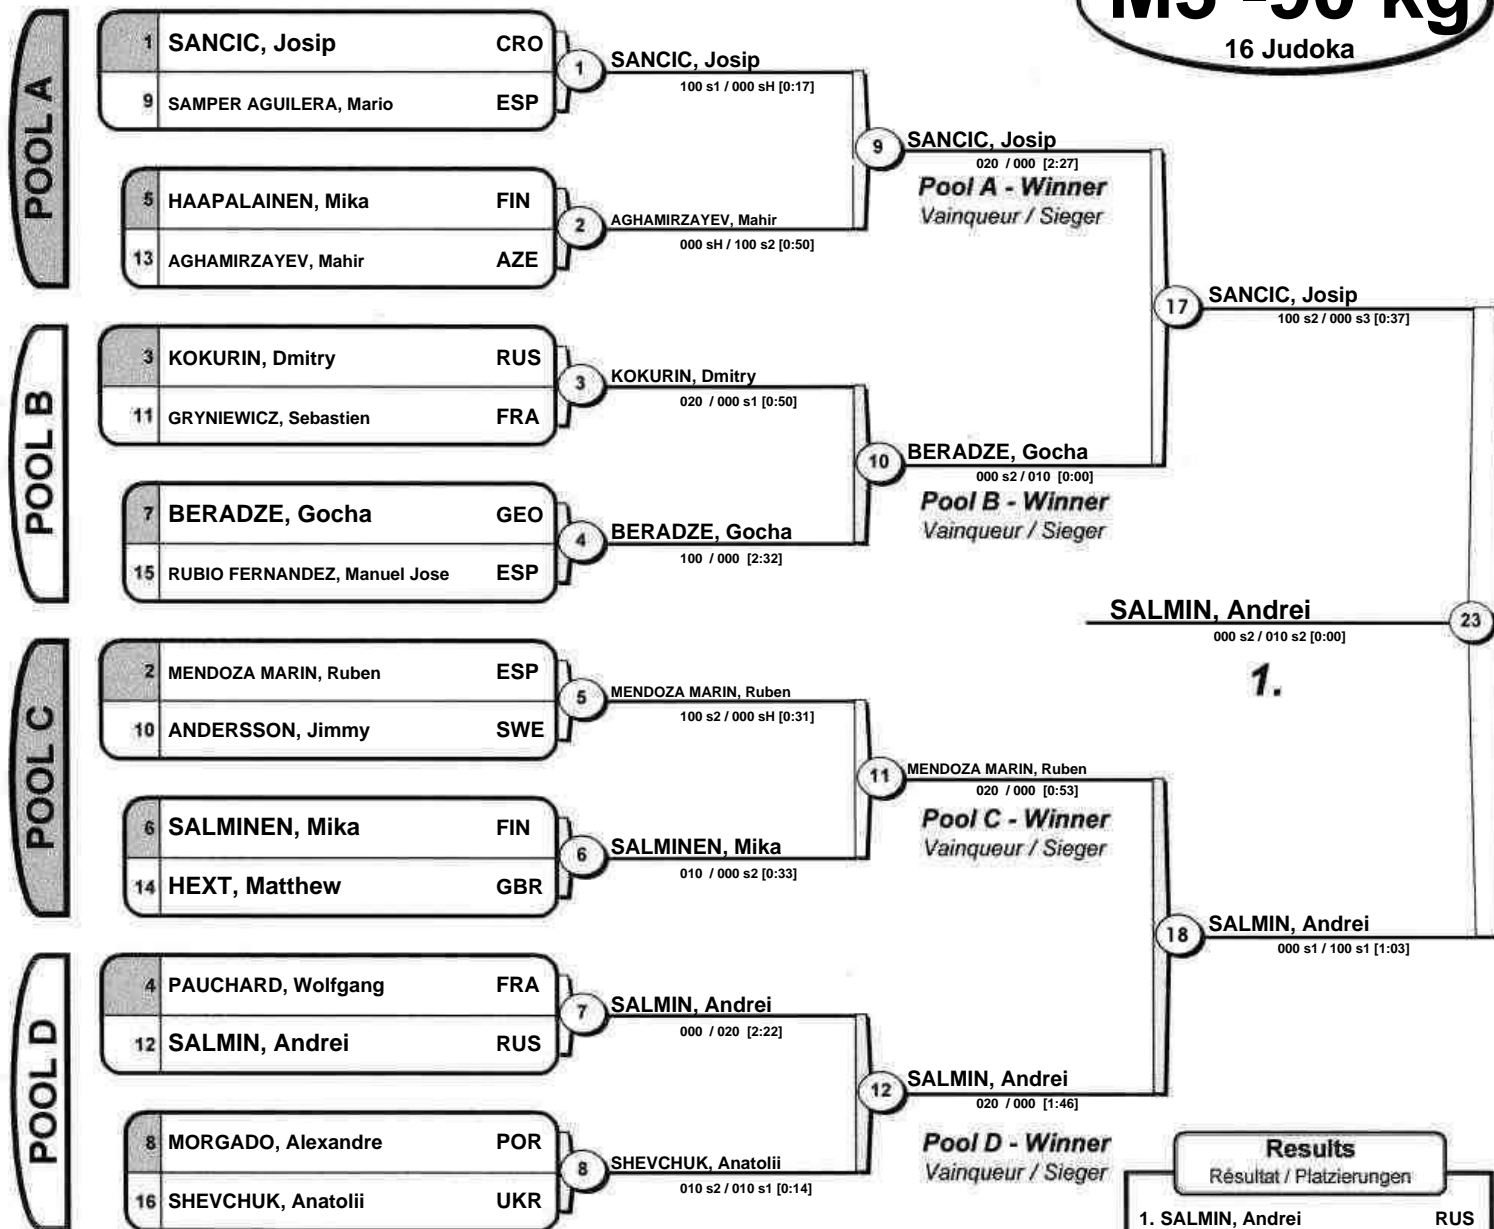 M3 -90 kg
16 Judoka
POOL A
1 SANCIC, Josip CRO
9 SAMPER AGUILERA, Mario ESP
1
SANCIC, Josip
100 s1 / 000 sH [0:17]
5 HAAPALAINEN, Mika FIN
13 AGHAMIRZAYEV, Mahir AZE
2
AGHAMIRZAYEV, Mahir
000 sH / 100 s2 [0:50]
9
SANCIC, Josip
020 / 000 [2:27]
Pool A - Winner
Vainqueur / Sieger
POOL B
3 KOKURIN, Dmitry RUS
11 GRYNIEWICZ, Sebastien FRA
3
KOKURIN, Dmitry
020 / 000 s1 [0:50]
7 BERADZE, Gocha GEO
15 RUBIO FERNANDEZ, Manuel Jose ESP
4
BERADZE, Gocha
100 / 000 [2:32]
10
BERADZE, Gocha
000 s2 / 010 [0:00]
Pool B - Winner
Vainqueur / Sieger
17
SANCIC, Josip
100 s2 / 000 s3 [0:37]
SALMIN, Andrei
000 s2 / 010 s2 [0:00]
23
1.
POOL C
2 MENDOZA MARIN, Ruben ESP
10 ANDERSSON, Jimmy SWE
5
MENDOZA MARIN, Ruben
100 s2 / 000 sH [0:31]
6 SALMINEN, Mika FIN
14 HEXT, Matthew GBR
6
SALMINEN, Mika
010 / 000 s2 [0:33]
11
MENDOZA MARIN, Ruben
020 / 000 [0:53]
Pool C - Winner
Vainqueur / Sieger
18
SALMIN, Andrei
000 s1 / 100 s1 [1:03]
POOL D
4 PAUCHARD, Wolfgang FRA
12 SALMIN, Andrei RUS
7
SALMIN, Andrei
000 / 020 [2:22]
8 MORGADO, Alexandre POR
16 SHEVCHUK, Anatolii UKR
8
SHEVCHUK, Anatolii
010 s2 / 010 s1 [0:14]
12
SALMIN, Andrei
020 / 000 [1:46]
Pool D - Winner
Vainqueur / Sieger
Results
Résultat / Platzierungen
1. SALMIN, Andrei RUS